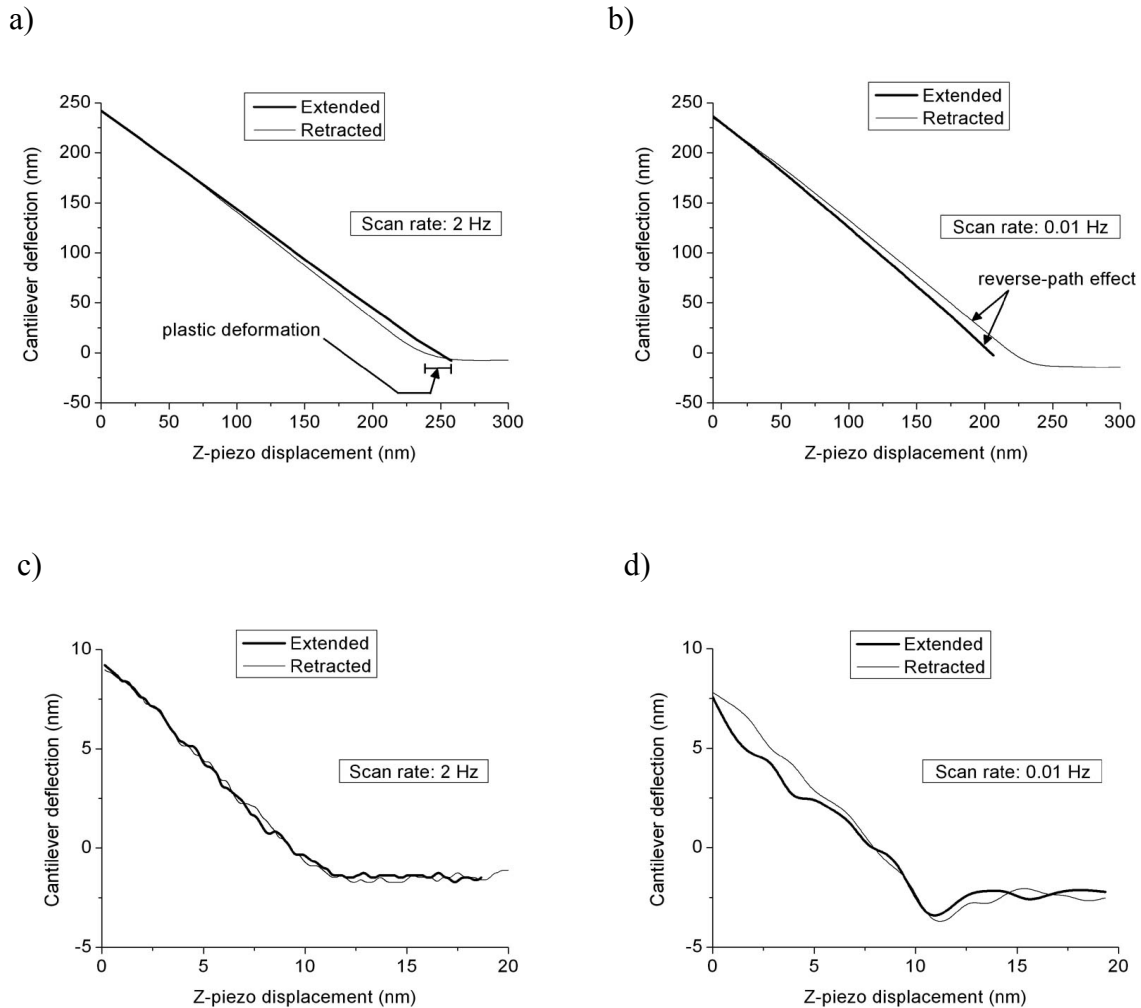 a)
Extended
Retracted
250
200
150
100
50
0
-50
Cantilever deflection (nm)
Scan rate: 2 Hz
plastic deformation
0 50 100 150 200 250 300
Z-piezo displacement (nm)
b)
Extended
Retracted
250
200
150
100
50
0
-50
Cantilever deflection (nm)
Scan rate: 0.01 Hz
reverse-path effect
0 50 100 150 200 250 300
Z-piezo displacement (nm)
c)
Extended
Retracted
10
5
0
-5
Cantilever deflection (nm)
Scan rate: 2 Hz
0 5 10 15 20
Z-piezo displacement (nm)
d)
Extended
Retracted
10
5
0
-5
Cantilever deflection (nm)
Scan rate: 0.01 Hz
0 5 10 15 20
Z-piezo displacement (nm)